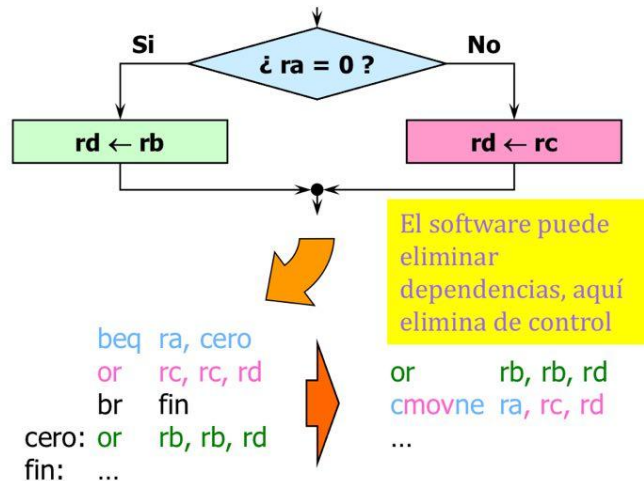 Si
No
¿ ra = 0 ?
rd ← rb
rd ← rc
El software puede
eliminar
dependencias, aquí
elimina de control
beq ra, cero
or rc, rc, rd
br fin
cero: or rb, rb, rd
fin: ...
or rb, rb, rd
cmovne ra, rc, rd
...